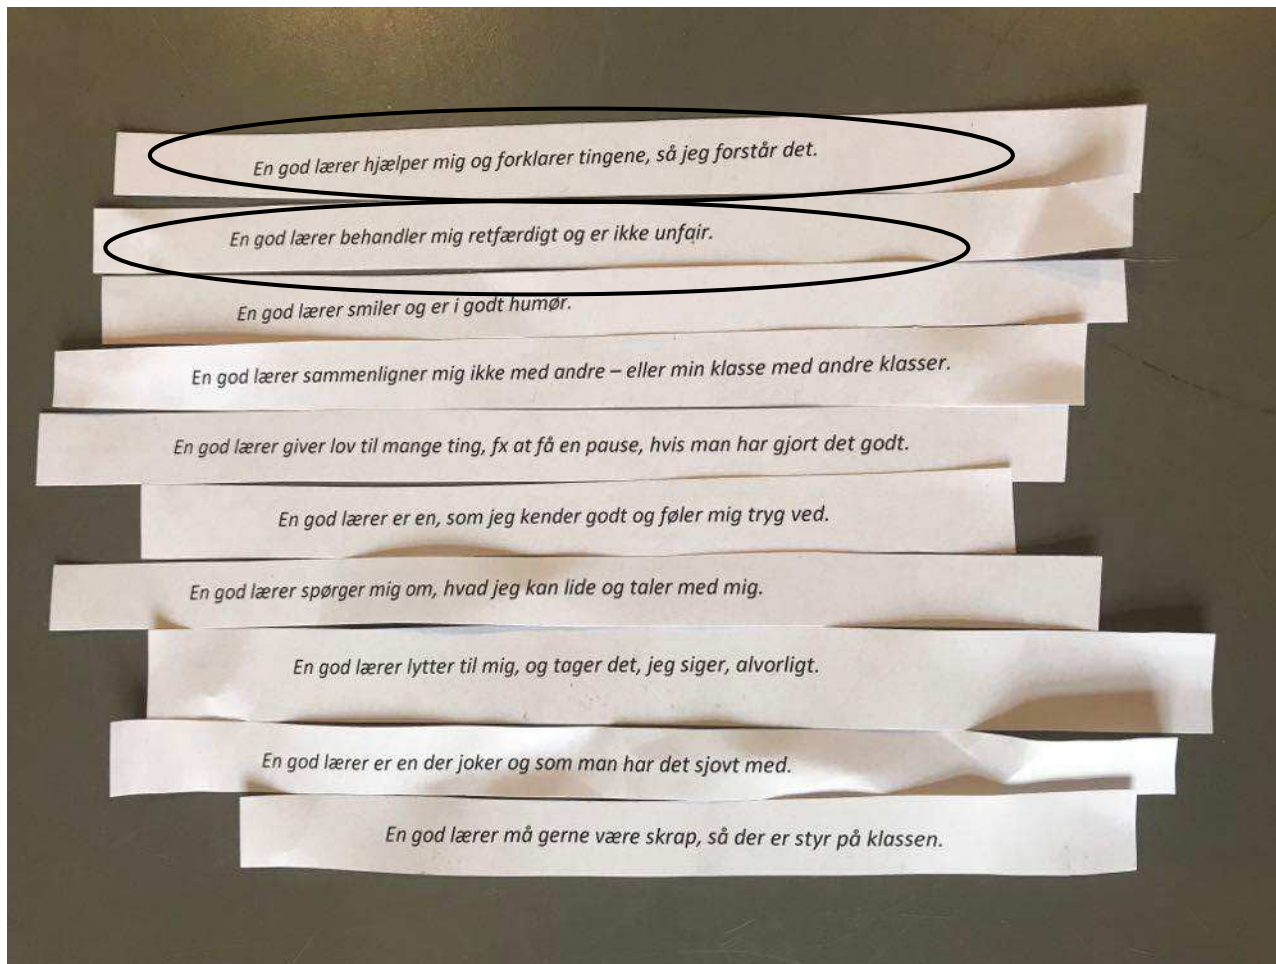 En god lærer hjælper mig og forklarer tingene, så jeg forstår det.
En god lærer behandler mig retfærdigt og er ikke unfair.
En god lærer smiler og er i godt humør.
En god lærer sammenligner mig ikke med andre – eller min klasse med andre klasser.
En god lærer giver lov til mange ting, fx at få en pause, hvis man har gjort det godt.
En god lærer er en, som jeg kender godt og føler mig tryg ved.
En god lærer spørger mig om, hvad jeg kan lide og taler med mig.
En god lærer lytter til mig, og tager det, jeg siger, alvorligt.
En god lærer er en der joker og som man har det sjovt med.
En god lærer må gerne være skrap, så der er styr på klassen.